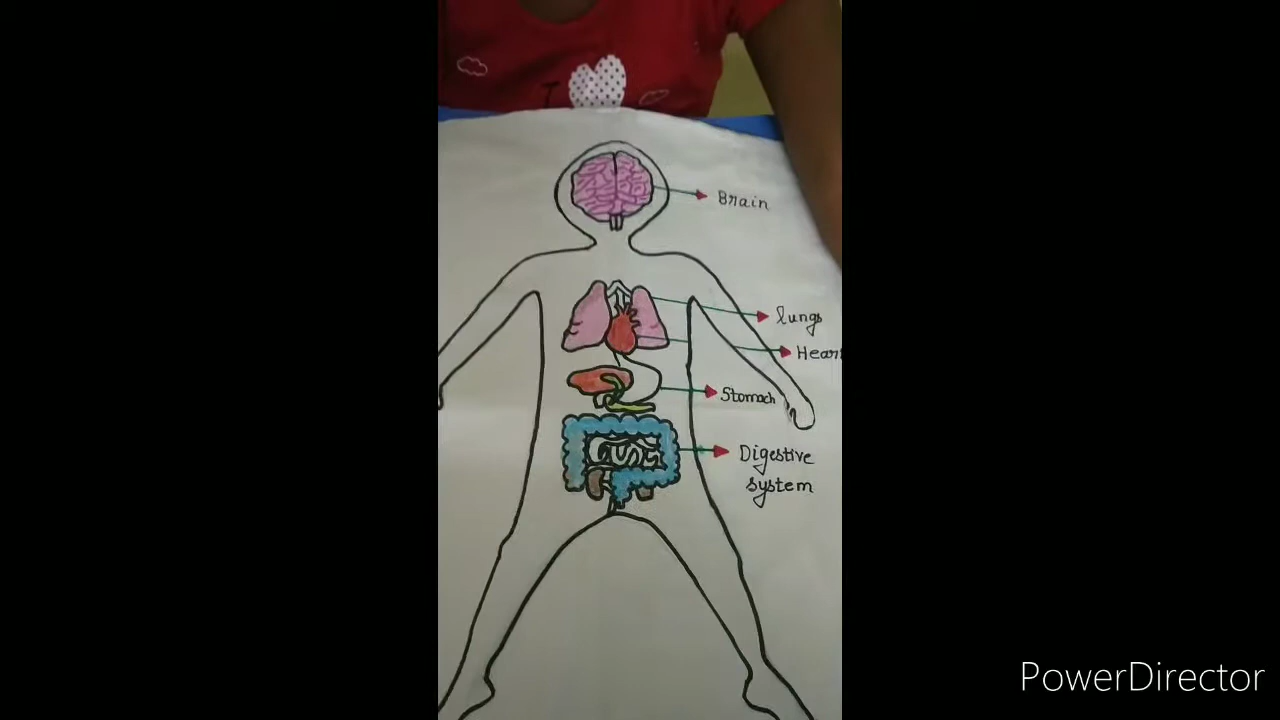 I
Brain
lungs
Heart
Stomach
Digestive
system
PowerDirector